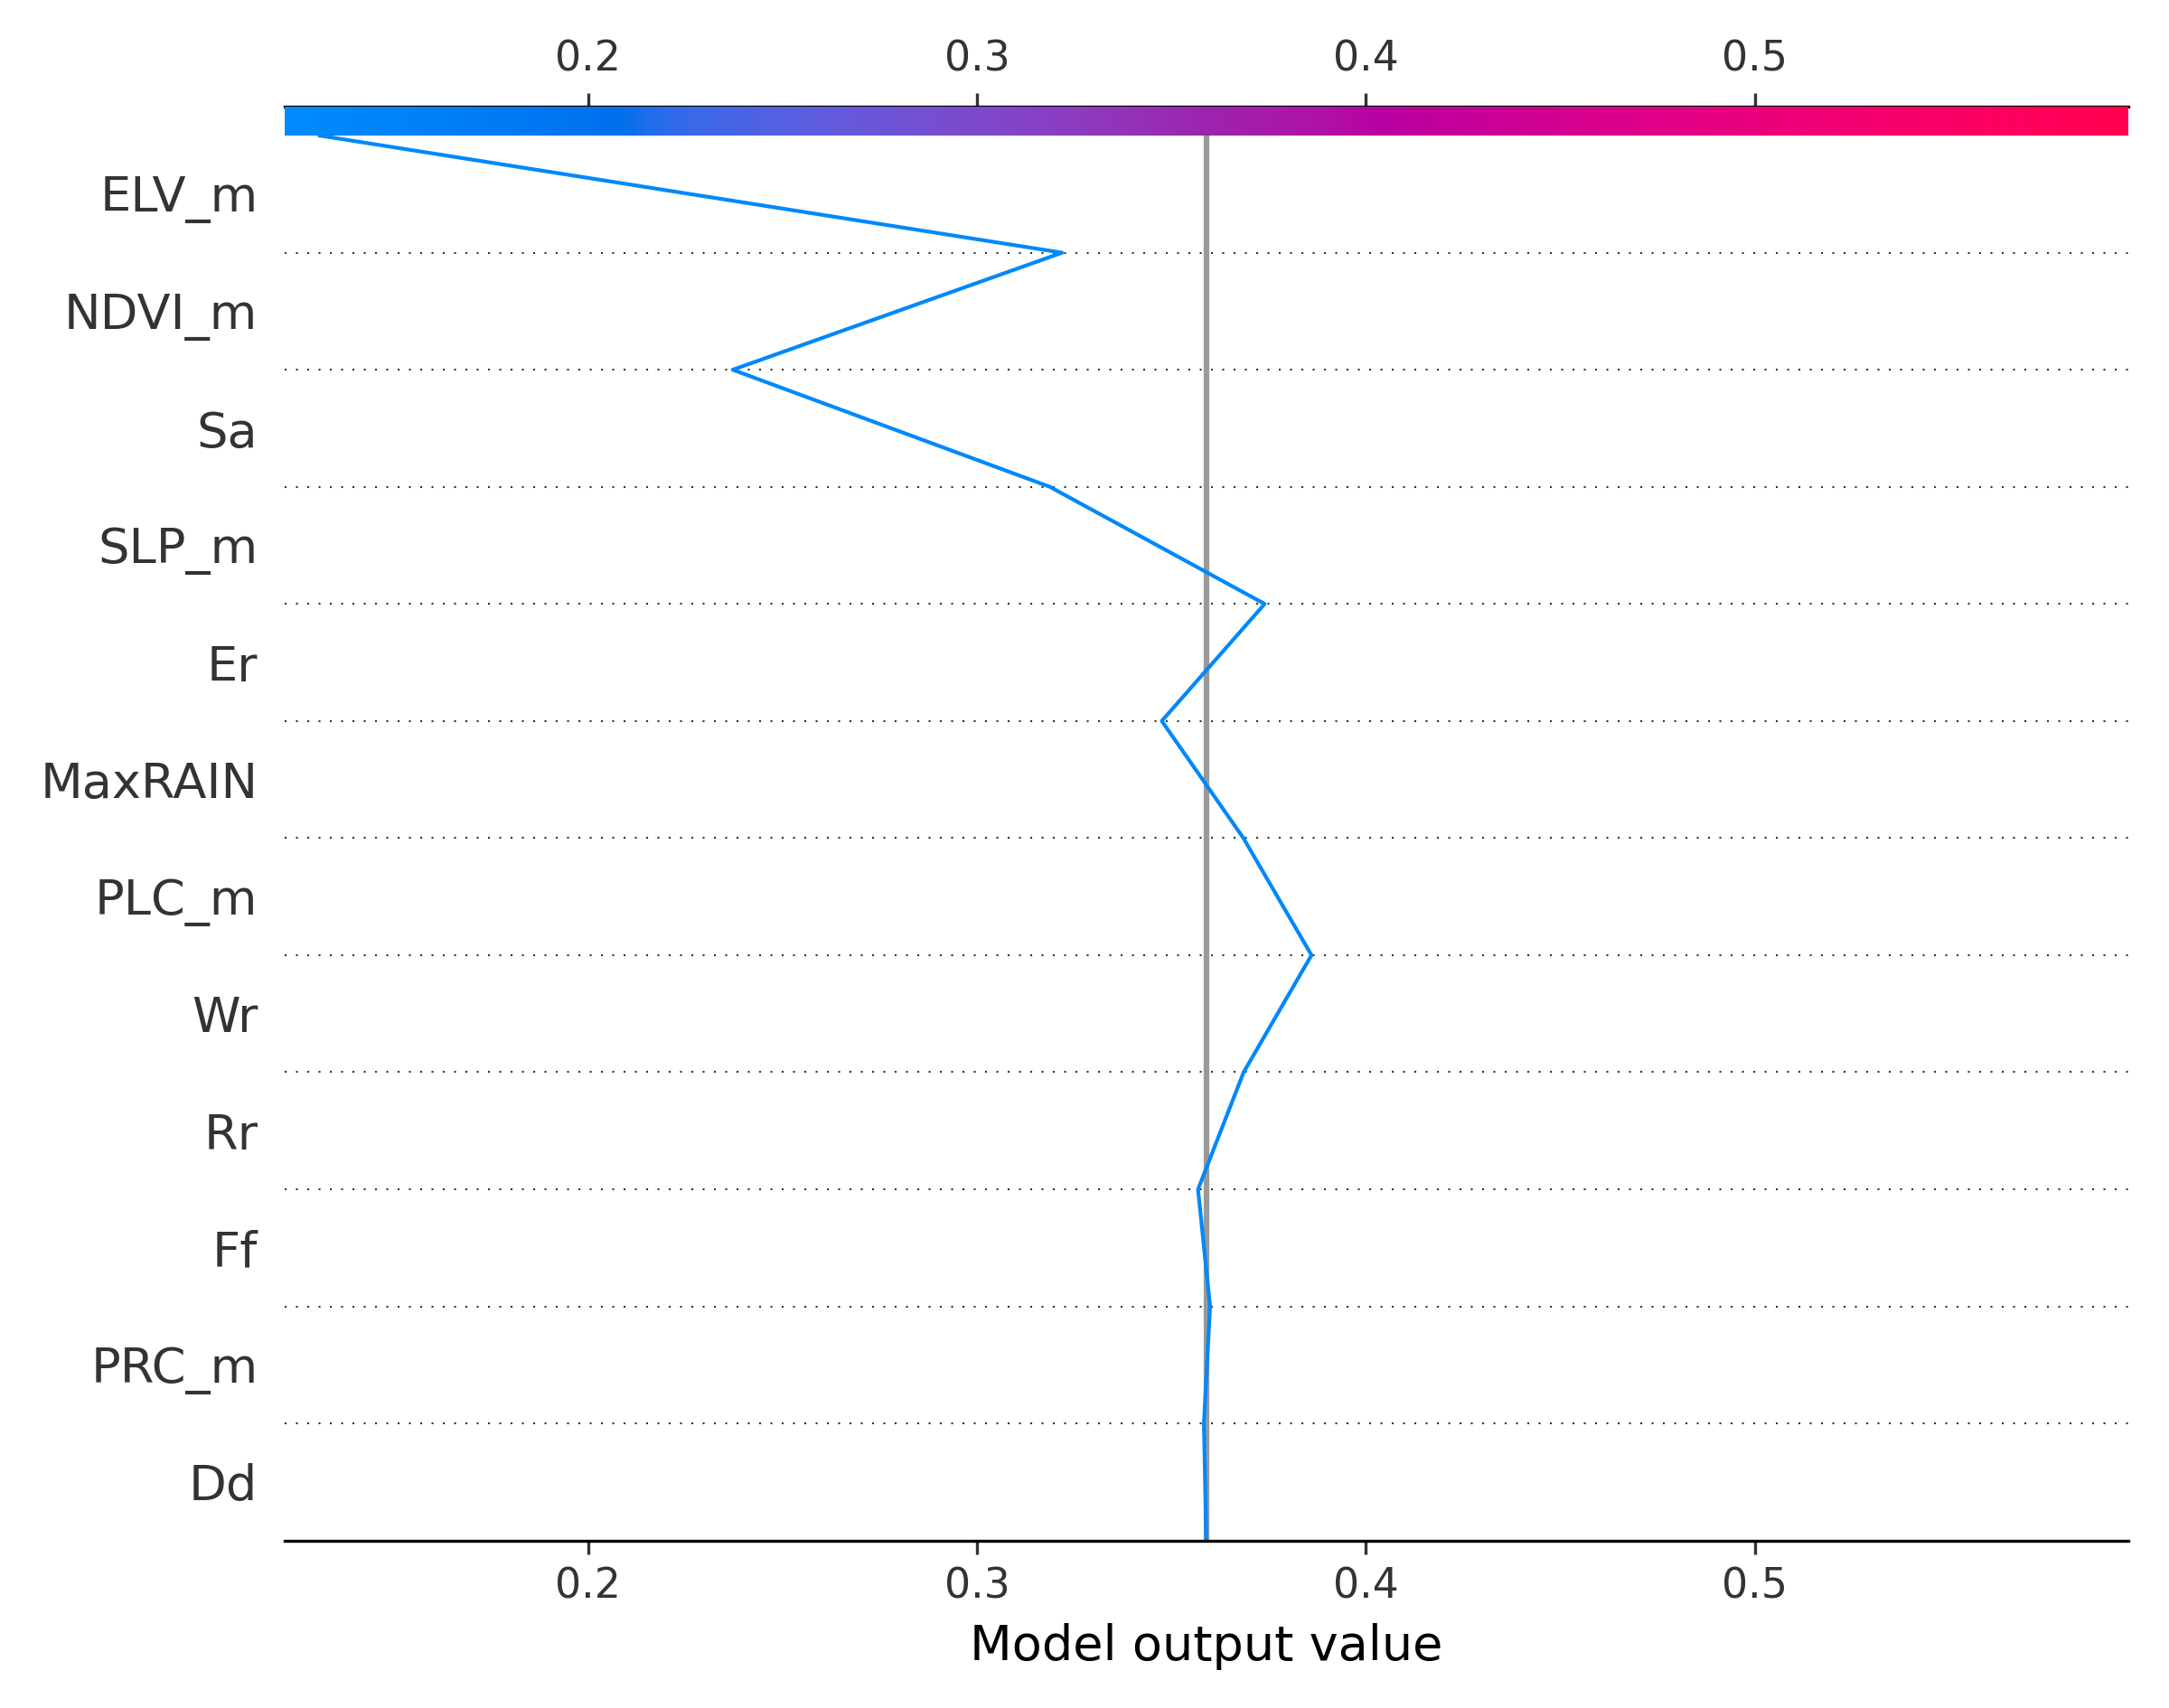 0.2 0.3 0.4 0.5
ELV_m
NDVI_m
Sa
SLP_m
Er
MaxRAIN
PLC_m
Wr
Rr
Ff
PRC_m
Dd
0.2 0.3 0.4 0.5
Model output value